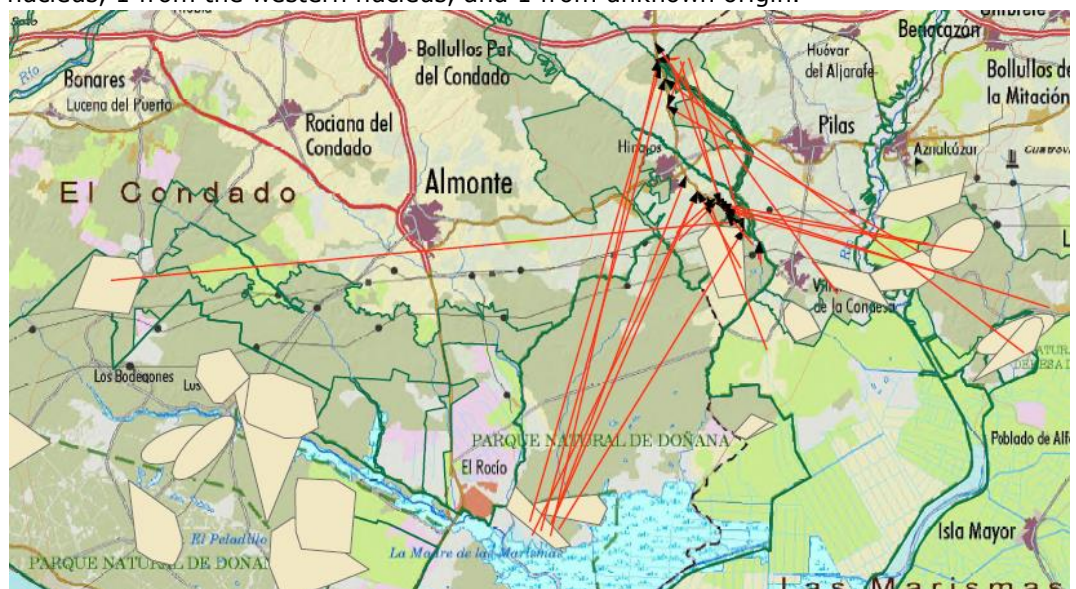 nucleus, 1 from the western nucleus, and 1 from unknown origin.
Benacazón
Bollullos Par
del Condado
Huévar
del Aljarafe
Bonares
Río
Lucena del Puerto
Bollullos de
la Mitación
Rociana del
Condado
Pilas
Hinojos
Aznalcázar
El Condado
Almonte
de la Condesa
Los Bodegones
PARQUE NATURAL DE DOÑANA
Poblado de Alf
El Rocío
Isla Mayor
El Peladillo
La Madre de las Marismas
PARQUE NATURAL DE DOÑANA
Las Marismas